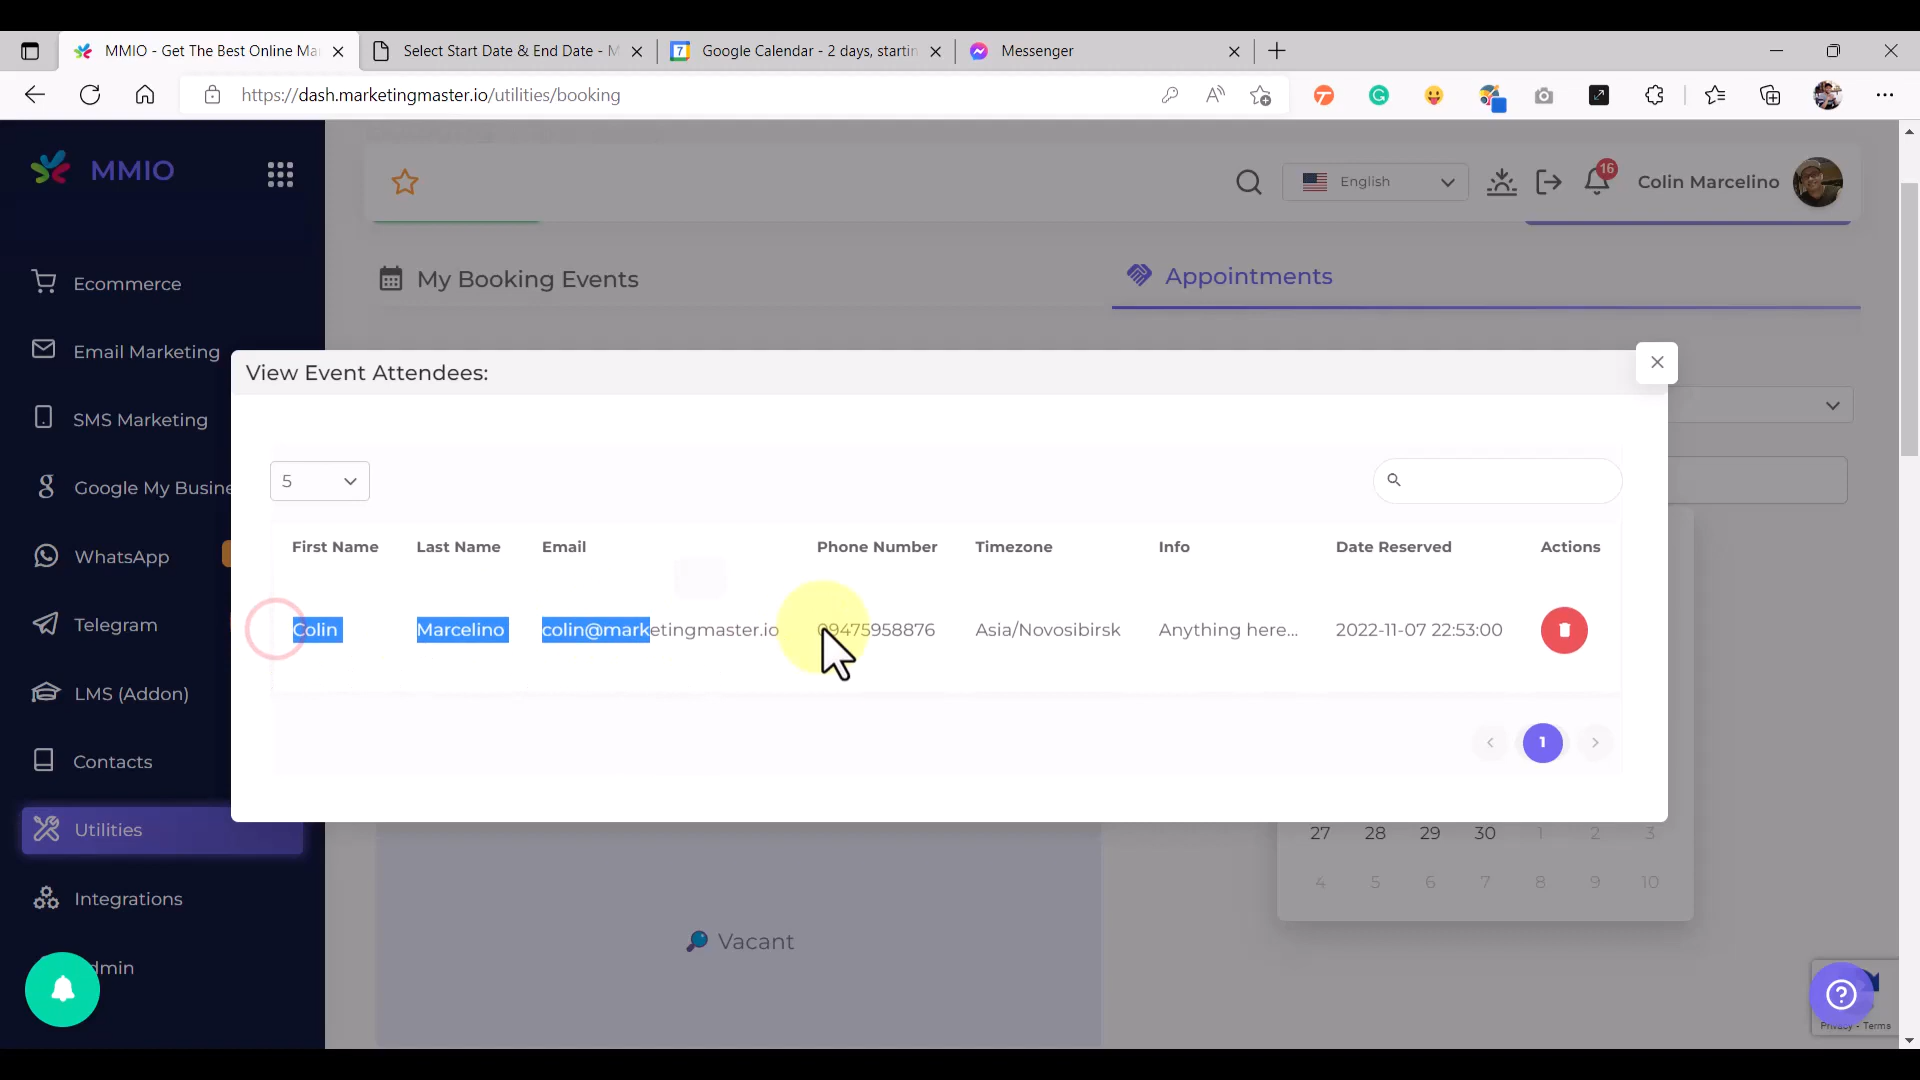 MMIO - Get The Best Online Ma
Select Start Date & End Date - M
Google Calendar - 2 days, startin
Messenger
https://dash.marketingmaster.io/utilities/booking
MMIO
English
16
Colin Marcelino
Ecommerce
Email Marketing
SMS Marketing
Google My Busine
WhatsApp
Telegram
LMS (Addon)
Contacts
Utilities
Integrations
dmin
My Booking Events
Appointments
View Event Attendees:
5
First Name Last Name Email Phone Number Timezone Info Date Reserved Actions
Colin Marcelino colin@marketingmaster.io 09475958876 Asia/Novosibirsk Anything here... 2022-11-07 22:53:00
1
27 28 29 30 1 2 3
4 5 6 7 8 9 10
Vacant
Privacy - Terms